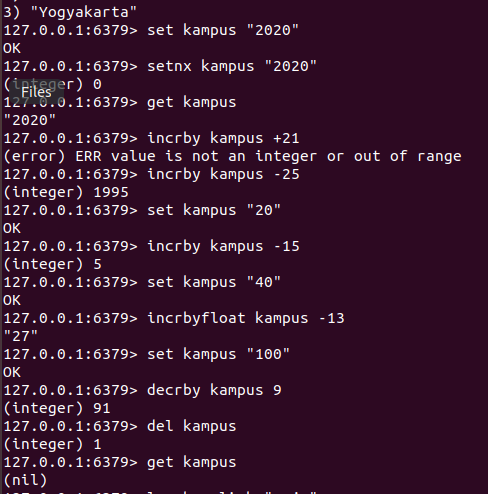 3) "Yogyakarta"
127.0.0.1:6379> set kampus "2020"
OK
127.0.0.1:6379> setnx kampus "2020"
(integer) 0
Files
127.0.0.1:6379> get kampus
"2020"
127.0.0.1:6379> incrby kampus +21
(error) ERR value is not an integer or out of range
127.0.0.1:6379> incrby kampus -25
(integer) 1995
127.0.0.1:6379> set kampus "20"
OK
127.0.0.1:6379> incrby kampus -15
(integer) 5
127.0.0.1:6379> set kampus "40"
OK
127.0.0.1:6379> incrbyfloat kampus -13
"27"
127.0.0.1:6379> set kampus "100"
OK
127.0.0.1:6379> decrby kampus 9
(integer) 91
127.0.0.1:6379> del kampus
(integer) 1
127.0.0.1:6379> get kampus
(nil)